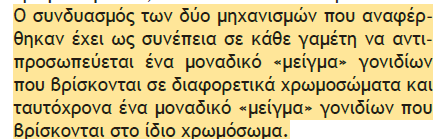 Ο συνδυασμός των δύο μηχανισμών που αναφέρ-
θηκαν έχει ως συνέπεια σε κάθε γαμέτη να αντι-
προσωπεύεται ένα μοναδικό «μείγμα» γονιδίων
που βρίσκονται σε διαφορετικά χρωμοσώματα και
ταυτόχρονα ένα μοναδικό «μείγμα» γονιδίων που
βρίσκονται στο ίδιο χρωμόσωμα.